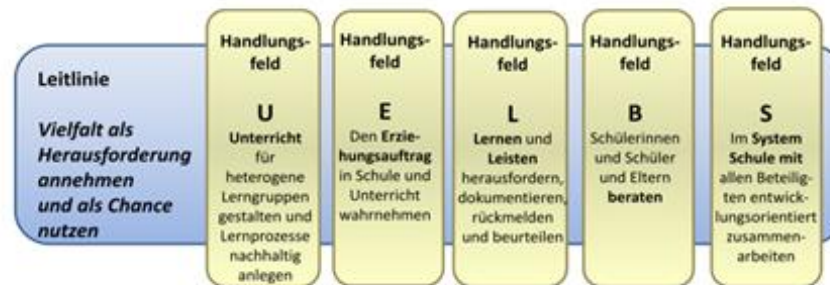 Leitlinie
Vielfalt als
Herausforderung
annehmen
und als Chance
nutzen
Handlungs-
feld
U
Unterricht
für
heterogene
Lerngruppen
gestalten und
Lernprozesse
nachhaltig
anlegen
Handlungs-
feld
E
Den Erzie-
hungsauftrag
in Schule und
Unterricht
wahrnehmen
Handlungs-
feld
L
Lernen und
Leisten
herausfordern,
dokumentieren,
rückmelden
und beurteilen
Handlungs-
feld
B
Schülerinnen
und Schüler
und Eltern
beraten
Handlungs-
feld
S
Im System
Schule mit
allen Beteilig-
ten entwick-
lungsorientiert
zusammen-
arbeiten